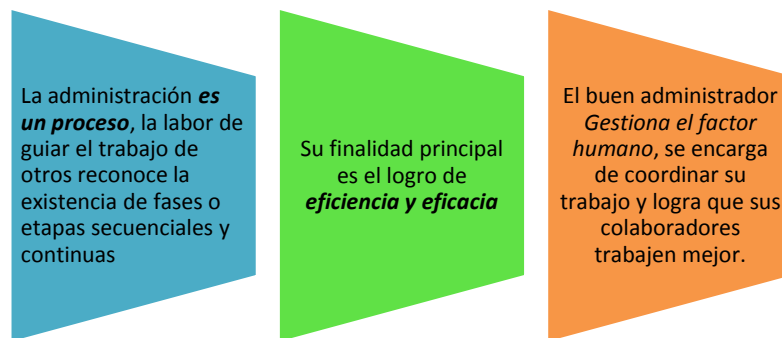 La administración es
un proceso, la labor de
guiar el trabajo de
otros reconoce la
existencia de fases o
etapas secuenciales y
continuas
Su finalidad principal
es el logro de
eficiencia y eficacia
El buen administrador
Gestiona el factor
humano, se encarga
de coordinar su
trabajo y logra que sus
colaboradores
trabajen mejor.